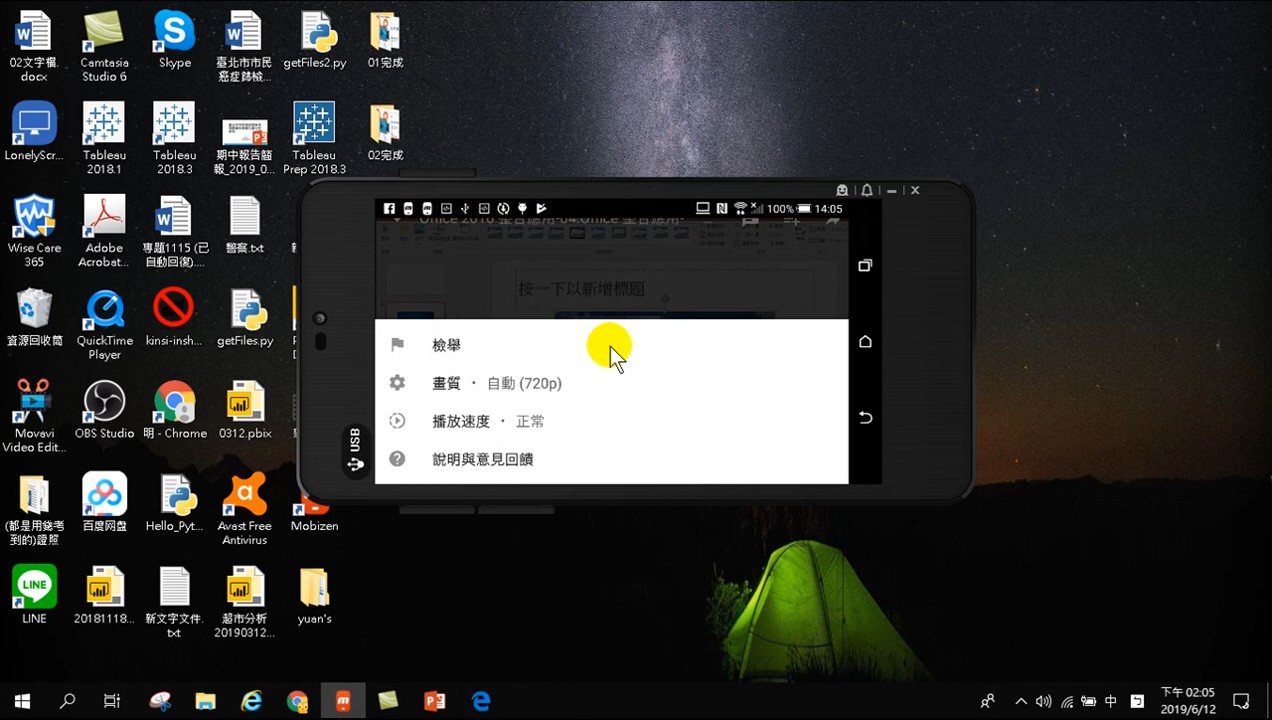 02文字檔.
docx
Camtasia
Studio 6
Skype
臺北市市民
癌症篩檢...
getFiles2.py
01完成
LonelyScr...
Tableau
2018.1
Tableau
2018.3
期中報告簡
報_2019_0...
Tableau
Prep 2018.3
02完成
Wise Care
365
Adobe
Acrobat...
專題1115 (已
自動回復)....
警察.txt
資源回收筒
QuickTime
Player
kinsi-insh...
getFiles.py
Movavi
Video Edit...
OBS Studio
明 - Chrome
0312.pbix
(都是用錢考
到的)證照
百度网盘
Hello_Pyt...
Avast Free
Antivirus
Mobizen
LINE
LINE
20181118...
新文字文件.
txt
超市分析
20190312...
yuan's
100% 14:05
按一下以新增標題
檢舉
畫質 · 自動 (720p)
播放速度 · 正常
說明與意見回饋
USB
中
下午 02:05
2019/6/12